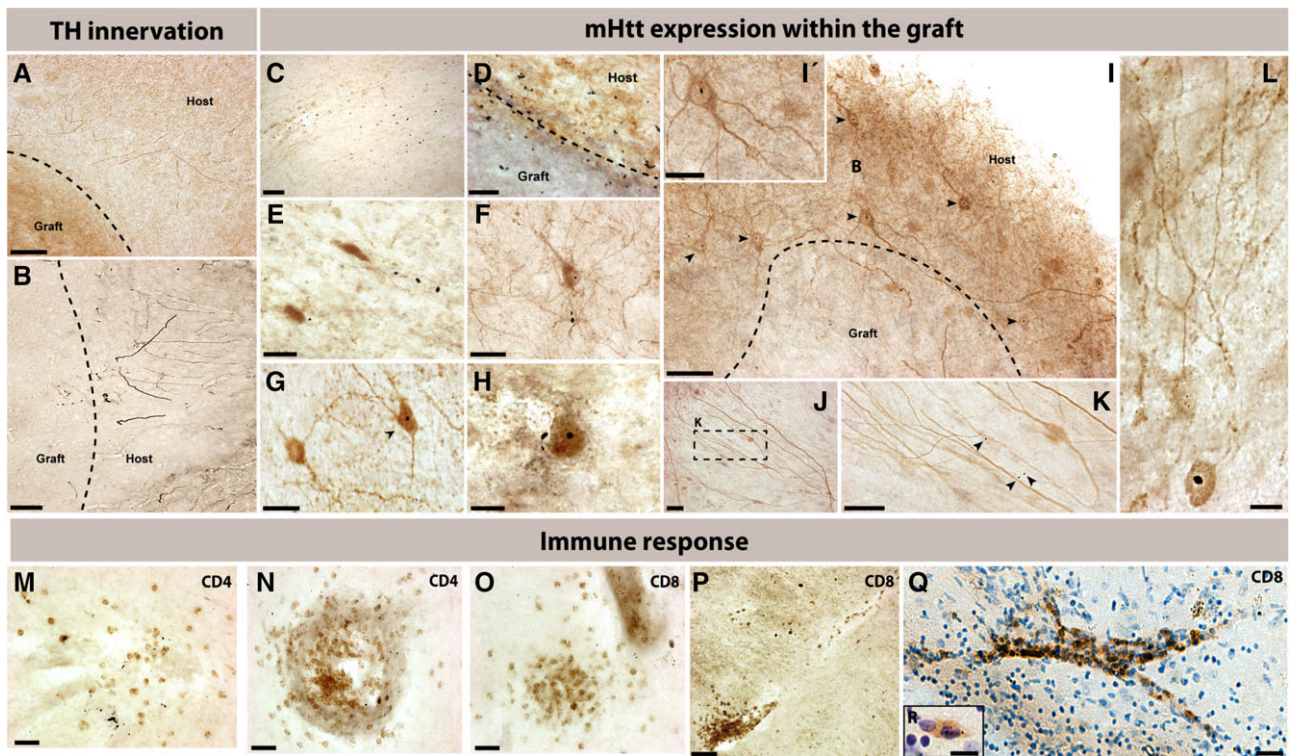 TH innervation
mHtt expression within the graft
A
Host
Graft
B
Graft
Host
C
D
Host
Graft
E
F
G
H
I´
I
B
Host
Graft
J
K
K
L
Immune response
M
CD4
N
CD4
O
CD8
P
CD8
Q
CD8
R